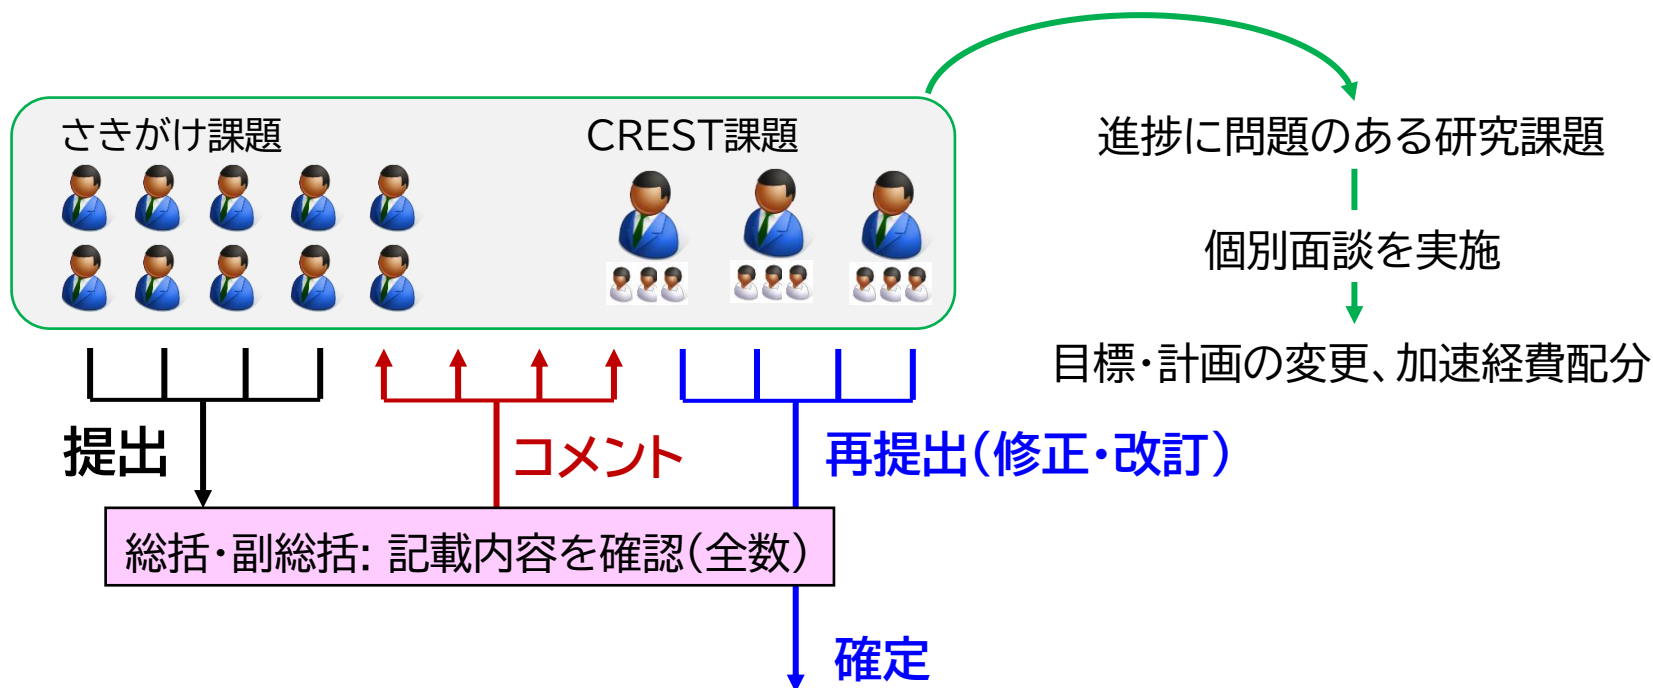 さきがけ課題
CREST課題
進捗に問題のある研究課題
個別面談を実施
目標・計画の変更、加速経費配分
提出
コメント
再提出(修正・改訂)
総括・副総括: 記載内容を確認(全数)
確定